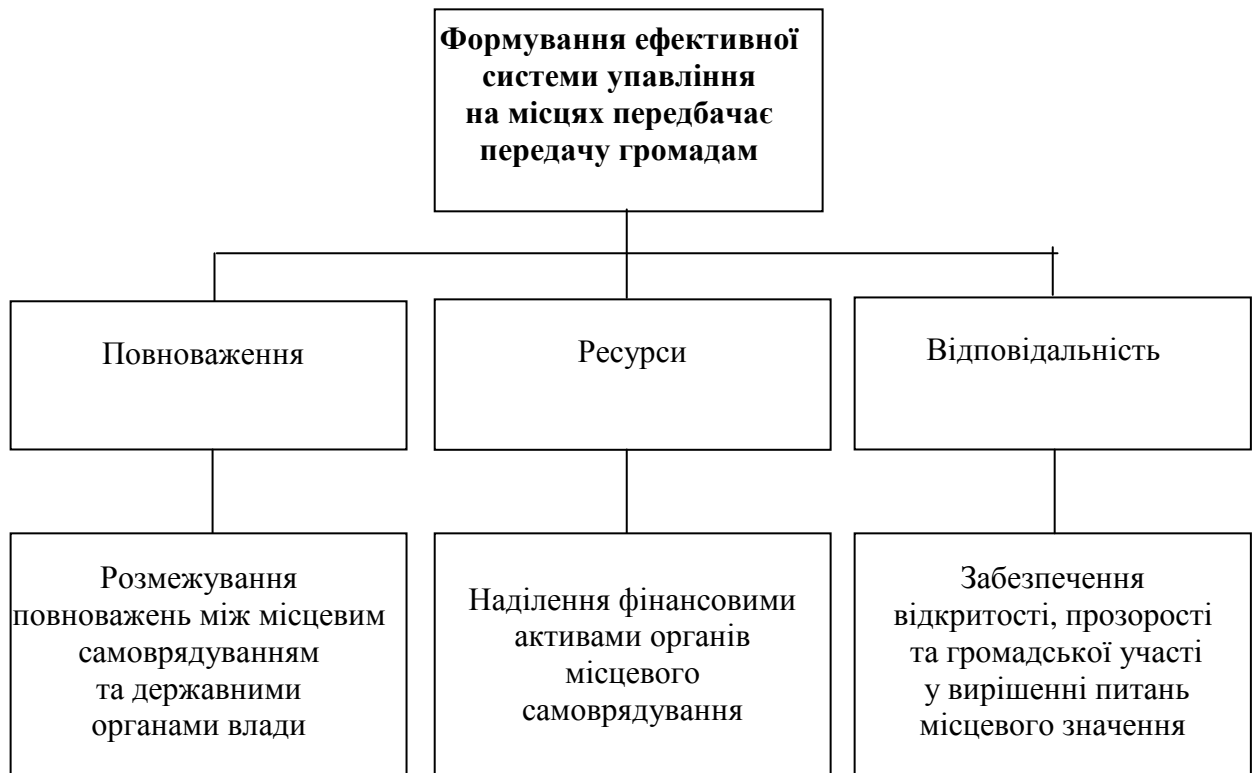 Формування ефективної
системи упавління
на місцях передбачає
передачу громадам
Повноваження
Ресурси
Відповідальність
Розмежування
повноважень між місцевим
самоврядуванням
та державними
органами влади
Наділення фінансовими
активами органів
місцевого
самоврядування
Забезпечення
відкритості, прозорості
та громадської участі
у вирішенні питань
місцевого значення